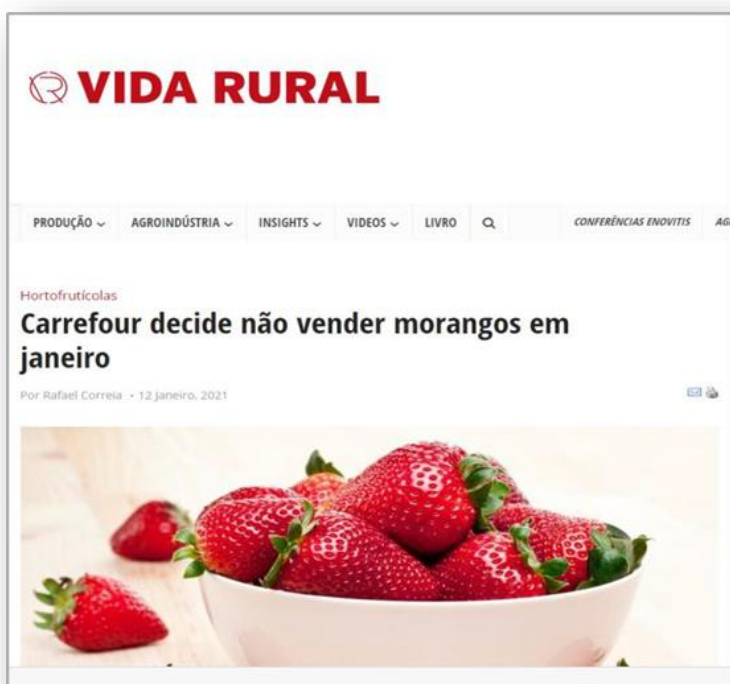 VIDA RURAL
PRODUÇÃO AGROINDÚSTRIA INSIGHTS VIDEOS LIVRO CONFERÊNCIAS ENOVITIS AG
Hortofrutícolas
Carrefour decide não vender morangos em
janeiro
Por Rafael Correia • 12 Janeiro, 2021